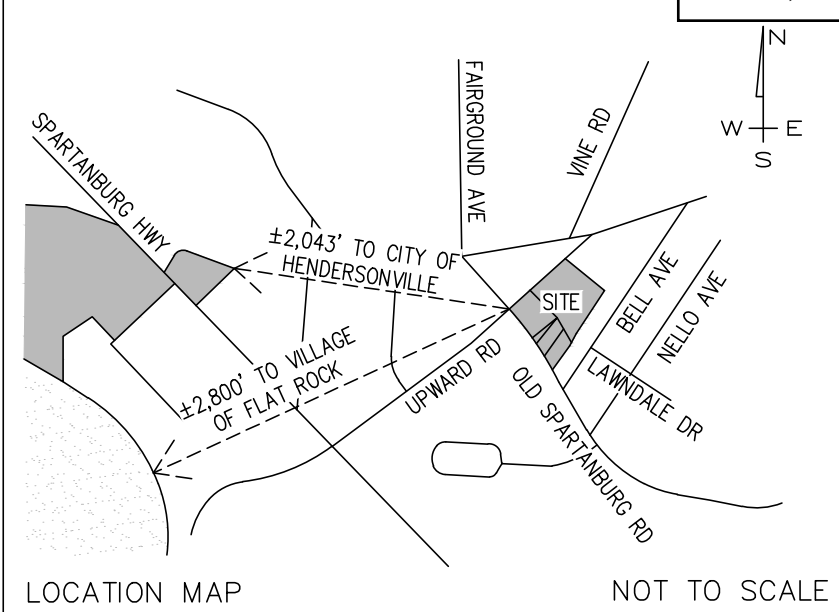 N
W E
S
SPARTANBURG HWY
FAIRGROUND AVE
VINE RD
±2,043' TO CITY OF
HENDERSONVILLE
SITE
BELL AVE
NELLO AVE
±2,800' TO VILLAGE
OF FLAT ROCK
UPWARD RD
LAWNDALE DR
OLD SPARTANBURG RD
LOCATION MAP
NOT TO SCALE